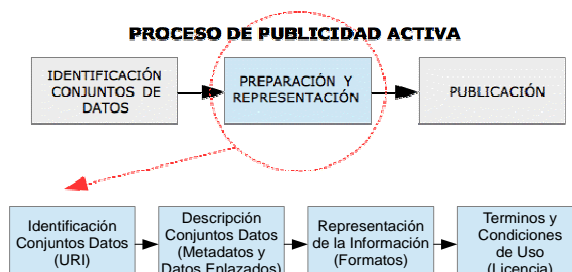 PROCESO DE PUBLICIDAD ACTIVA
IDENTIFICACIÓN
CONJUNTOS DE
DATOS
PREPARACIÓN Y
REPRESENTACIÓN
PUBLICACIÓN
Identificación
Conjuntos Datos
(URI)
Descripción
Conjuntos Datos
(Metadatos y
Datos Enlazados)
Representación
de la Información
(Formatos)
Terminos y
Condiciones
de Uso
(Licencia)